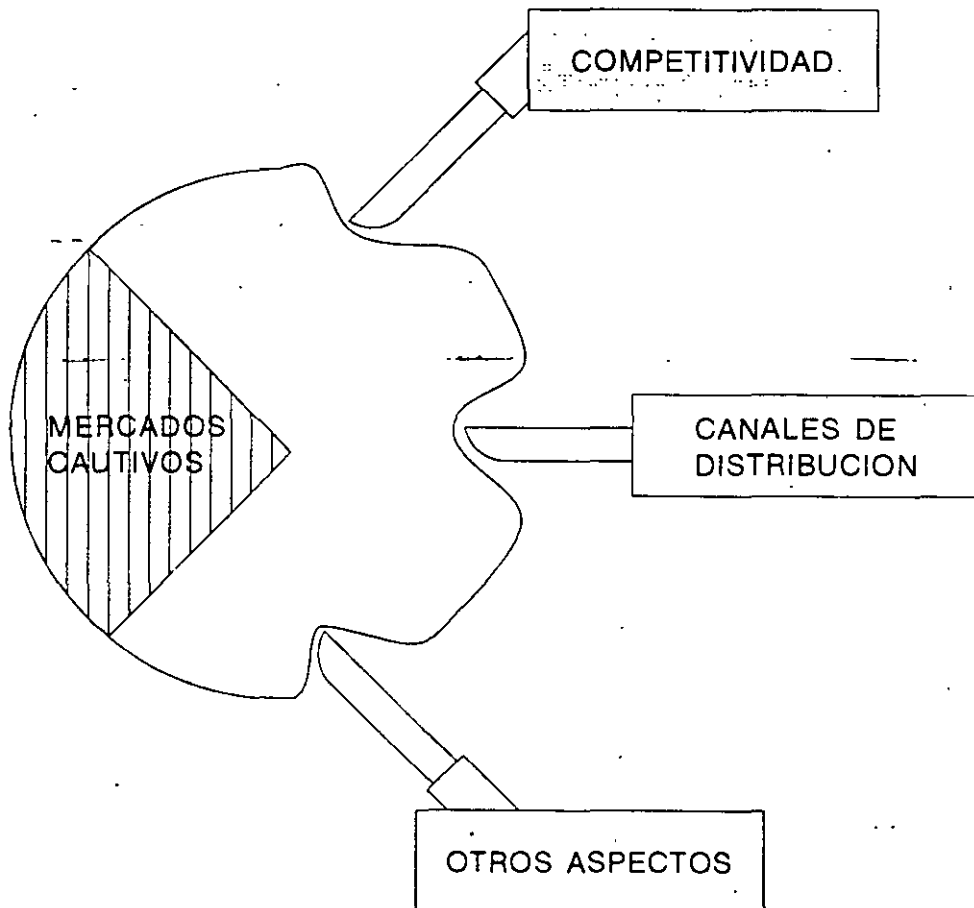 COMPETITIVIDAD
MERCADOS
CAUTIVOS
CANALES DE
DISTRIBUCION
OTROS ASPECTOS